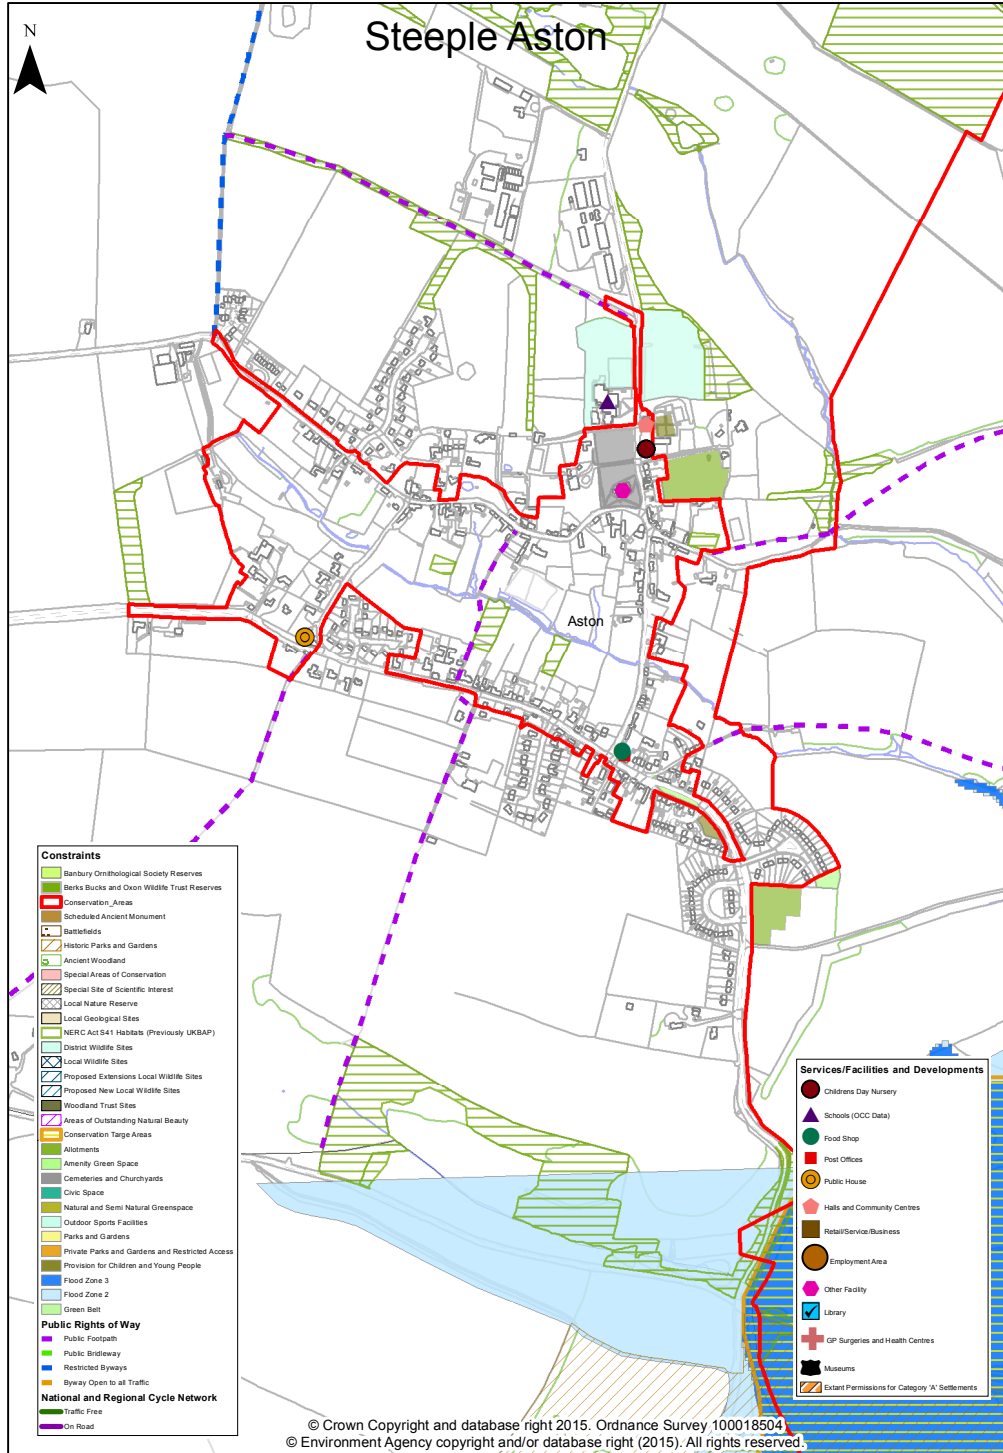 Steeple Aston
N
Aston
Constraints
Banbury Ornithological Society Reserves
Berks Bucks and Oxon Wildlife Trust Reserves
Conservation_Areas
Scheduled Ancient Monument
Battlefields
Historic Parks and Gardens
Ancient Woodland
Special Areas of Conservation
Special Site of Scientific Interest
Local Nature Reserve
Local Geological Sites
NERC Act S41 Habitats (Previously UKBAP)
District Wildlife Sites
Local Wildlife Sites
Proposed Extensions Local Wildlife Sites
Proposed New Local Wildlife Sites
Woodland Trust Sites
Areas of Outstanding Natural Beauty
Conservation Targe Areas
Allotments
Amenity Green Space
Cemeteries and Churchyards
Civic Space
Natural and Semi Natural Greenspace
Outdoor Sports Facilities
Parks and Gardens
Private Parks and Gardens and Restricted Access
Provision for Children and Young People
Flood Zone 3
Flood Zone 2
Green Belt
Public Rights of Way
Public Footpath
Public Bridleway
Restricted Byways
Byway Open to all Traffic
National and Regional Cycle Network
Traffic Free
On Road
Services/Facilities and Developments
Childrens Day Nursery
Schools (OCC Data)
Food Shop
Post Offices
Public House
Halls and Community Centres
Retail/Service/Business
Employment Area
Other Facility
Library
GP Surgeries and Health Centres
Museums
Extant Permissions for Category 'A' Settlements
© Crown Copyright and database right 2015. Ordnance Survey 100018504
© Environment Agency copyright and/or database right (2015). All rights reserved.